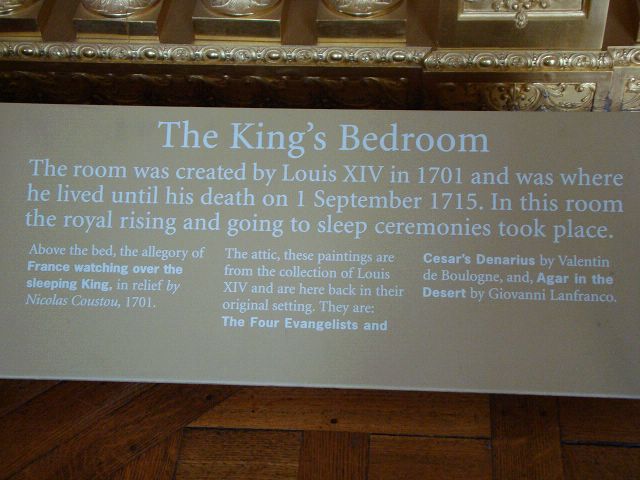 The King's Bedroom
The room was created by Louis XIV in 1701 and was where
he lived until his death on 1 September 1715. In this room
the royal rising and going to sleep ceremonies took place.
Above the bed, the allegory of
France watching over the
sleeping King, in relief by
Nicolas Coustou, 1701.
The attic, these paintings are
from the collection of Louis
XIV and are here back in their
original setting. They are:
The Four Evangelists and
Cesar's Denarius by Valentin
de Boulogne, and, Agar in the
Desert by Giovanni Lanfranco.